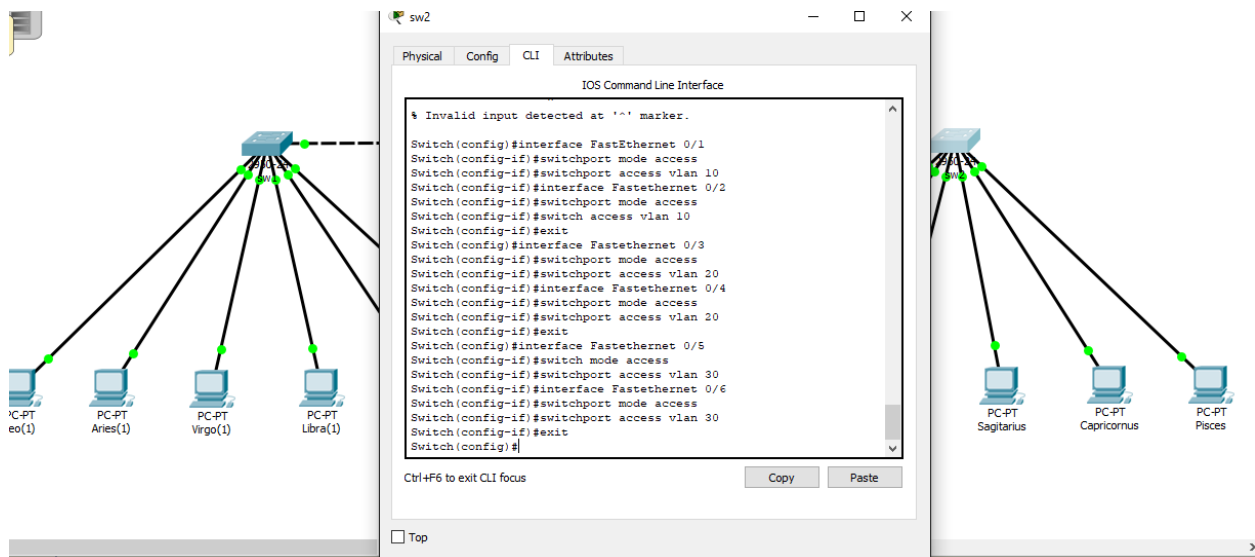 sw2
Physical Config CLI Attributes
IOS Command Line Interface
% Invalid input detected at '^' marker.
Switch(config)#interface FastEthernet 0/1
Switch(config-if)#switchport mode access
Switch(config-if)#switchport access vlan 10
Switch(config-if)#interface Fastethernet 0/2
Switch(config-if)#switchport mode access
Switch(config-if)#switch access vlan 10
Switch(config-if)#exit
Switch(config)#interface Fastethernet 0/3
Switch(config-if)#switchport mode access
Switch(config-if)#switchport access vlan 20
Switch(config-if)#interface Fastethernet 0/4
Switch(config-if)#switchport mode access
Switch(config-if)#switchport access vlan 20
Switch(config-if)#exit
Switch(config)#interface Fastethernet 0/5
Switch(config-if)#switch mode access
Switch(config-if)#switchport access vlan 30
Switch(config-if)#interface Fastethernet 0/6
Switch(config-if)#switchport mode access
Switch(config-if)#switchport access vlan 30
Switch(config-if)#exit
Switch(config)#
Ctrl+F6 to exit CLI focus
Copy Paste
Top
sw2
PC-PT
eo(1)
PC-PT
Aries(1)
PC-PT
Virgo(1)
PC-PT
Libra(1)
PC-PT
Sagitarius
PC-PT
Capricornus
PC-PT
Pisces